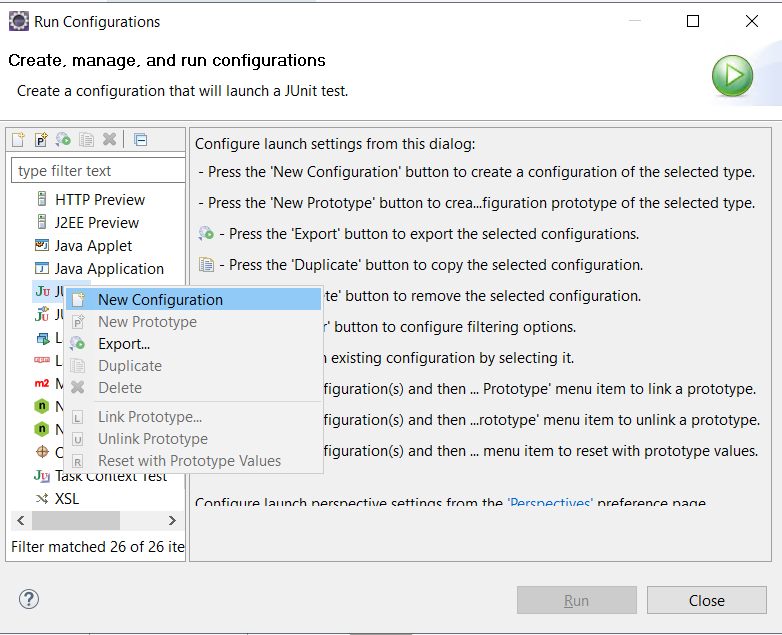 Run Configurations
Create, manage, and run configurations
Create a configuration that will launch a JUnit test.
type filter text
HTTP Preview
J2EE Preview
Java Applet
Java Application
Task Context Test
XSL
Filter matched 26 of 26 ite
New Configuration
New Prototype
Export...
Duplicate
Delete
Link Prototype...
Unlink Prototype
Reset with Prototype Values
Configure launch settings from this dialog:
- Press the 'New Configuration' button to create a configuration of the selected type.
- Press the 'New Prototype' button to crea...figuration prototype of the selected type.
- Press the 'Export' button to export the selected configurations.
- Press the 'Duplicate' button to copy the selected configuration.
te' button to remove the selected configuration.
r' button to configure filtering options.
existing configuration by selecting it.
figuration(s) and then ... Prototype' menu item to link a prototype.
figuration(s) and then ...rototype' menu item to unlink a prototype.
figuration(s) and then ... menu item to reset with prototype values.
Configure launch perspective settings from the 'Perspectives' preference page.
Run
Close